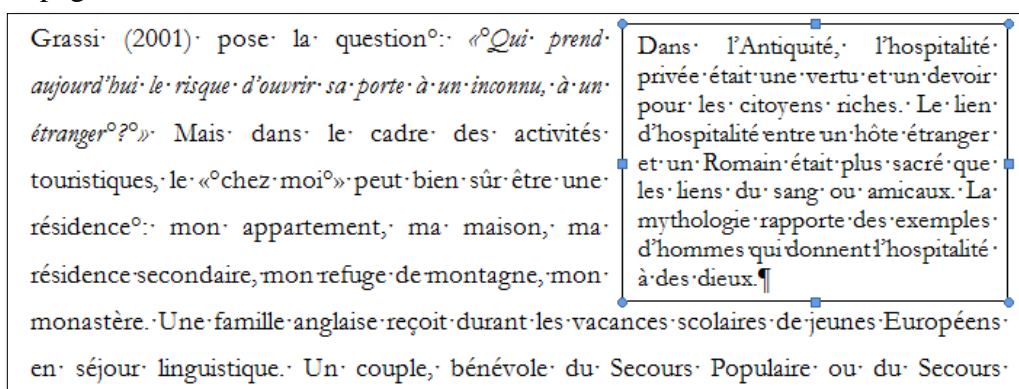 Grassi (2001) pose la question : « Qui prend
aujourd'hui le risque d'ouvrir sa porte à un inconnu, à un
étranger ? » Mais dans le cadre des activités
touristiques, le « chez moi » peut bien sûr être une
résidence : mon appartement, ma maison, ma
résidence secondaire, mon refuge de montagne, mon
monastère. Une famille anglaise reçoit durant les vacances scolaires de jeunes Européens
en séjour linguistique. Un couple, bénévole du Secours Populaire ou du Secours
Dans l'Antiquité, l'hospitalité
privée était une vertu et un devoir
pour les citoyens riches. Le lien
d'hospitalité entre un hôte étranger
et un Romain était plus sacré que
les liens du sang ou amicaux. La
mythologie rapporte des exemples
d'hommes qui donnent l'hospitalité
à des dieux.¶